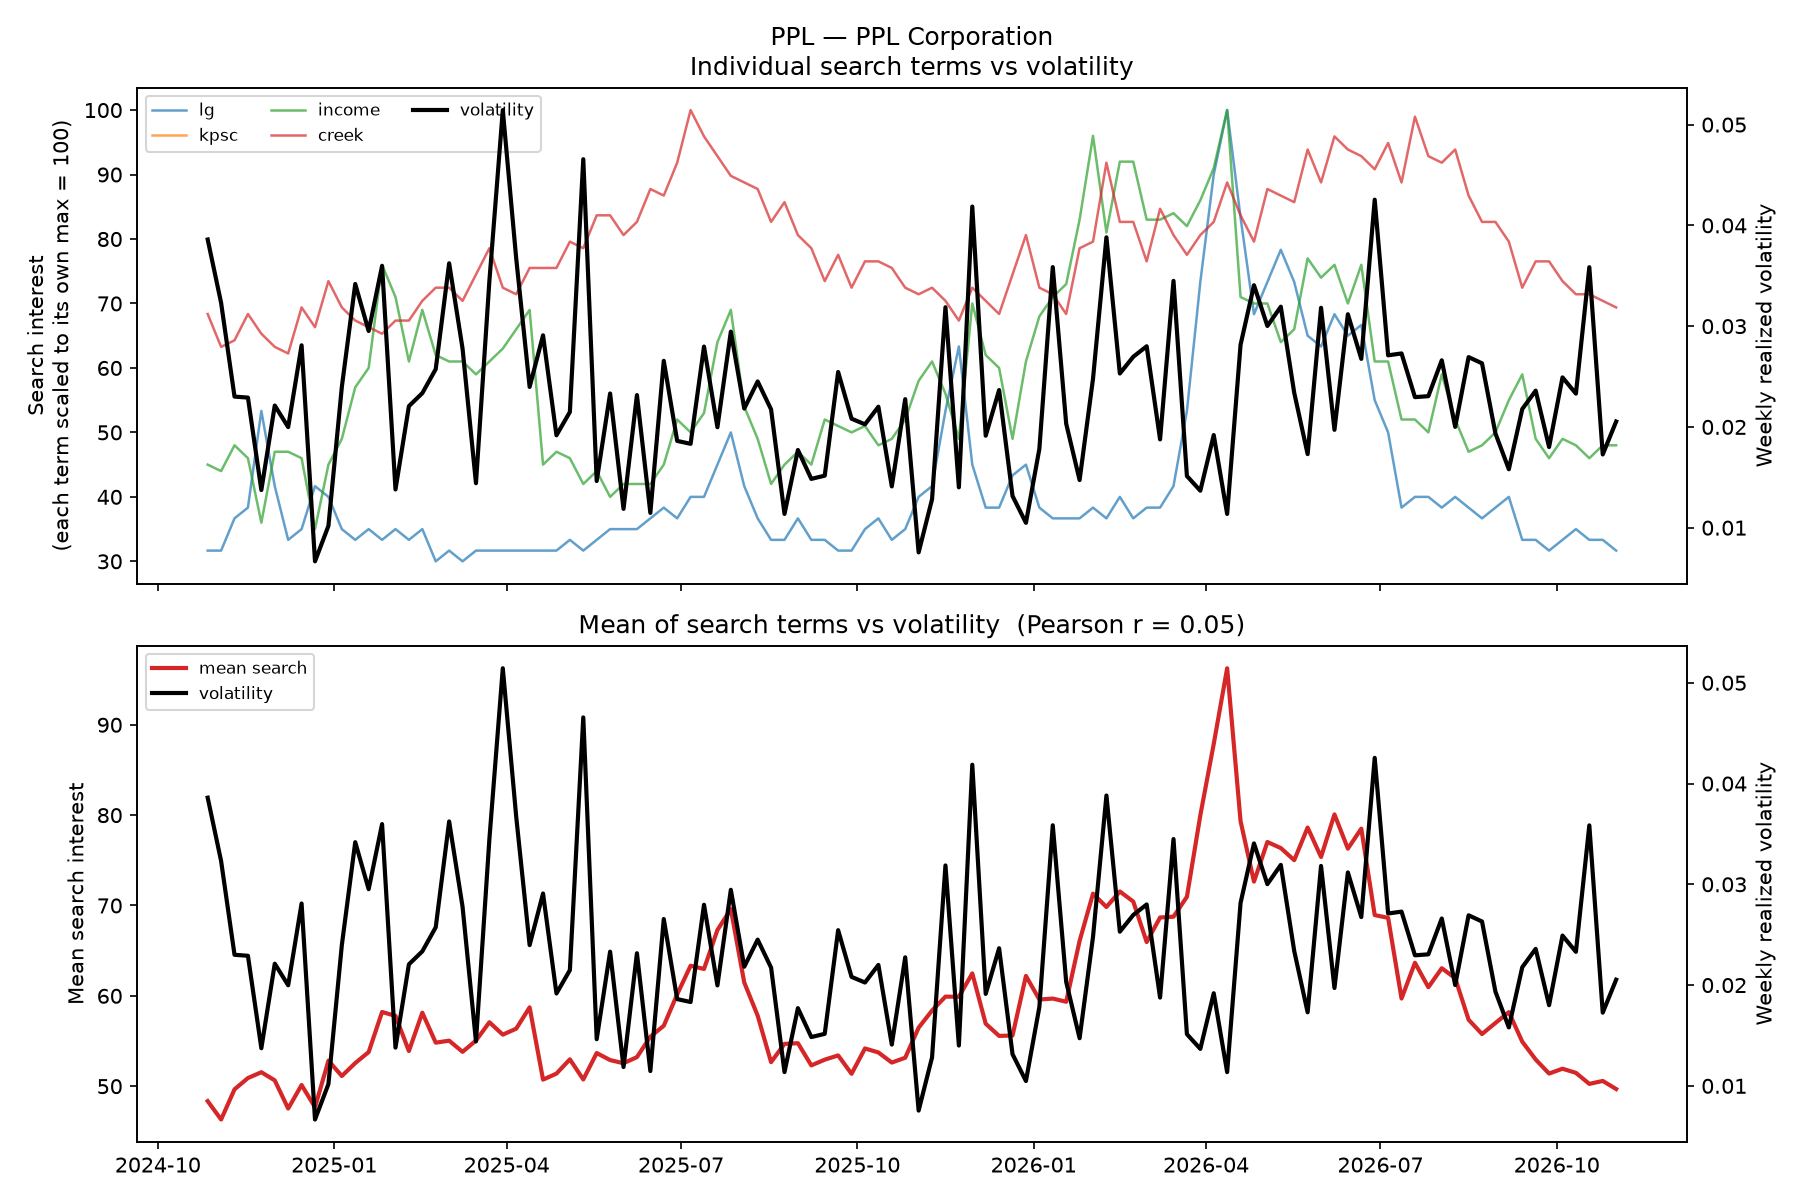 PPL — PPL Corporation
Individual search terms vs volatility
lg
kpsc
income
creek
volatility
Search interest
(each term scaled to its own max = 100)
100
90
80
70
60
50
40
30
0.05
0.04
0.03
0.02
0.01
Weekly realized volatility
Mean of search terms vs volatility  (Pearson r = 0.05)
mean search
volatility
Mean search interest
90
80
70
60
50
0.05
0.04
0.03
0.02
0.01
Weekly realized volatility
2024-10
2025-01
2025-04
2025-07
2025-10
2026-01
2026-04
2026-07
2026-10